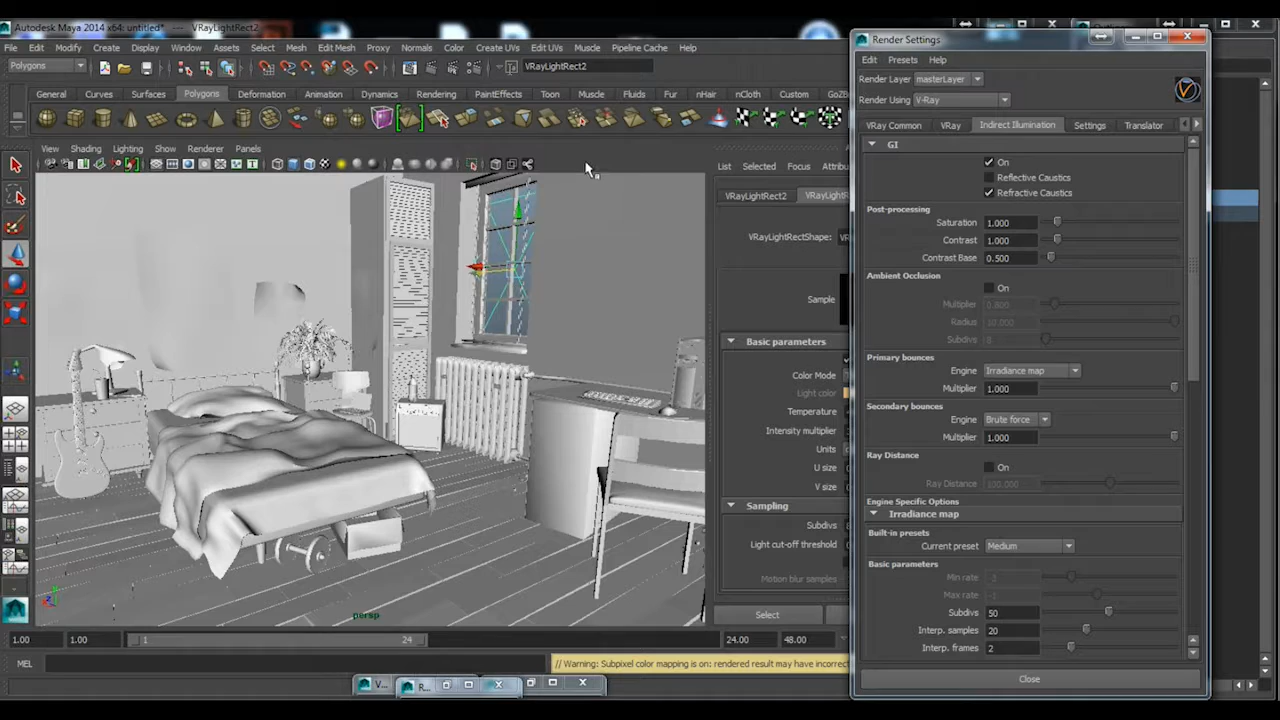 Autodesk Maya 2014 x64: untitled* --- VRayLightRect2
File Edit Modify Create Display Window Assets Select Mesh Edit Mesh Proxy Normals Color Create UVs Edit UVs Muscle Pipeline Cache Help
Polygons
VRayLightRect2
General Curves Surfaces Polygons Deformation Animation Rendering PaintEffects Toon Muscle Fluids Fur nHair nCloth Custom GoZB
View Shading Lighting Show Renderer Panels
persp
List Selected Focus Attribu
VRayLightRect2 VRayLightR
VRayLightRectShape: VR
Sample
Basic parameters
Color Mode
Light color
Temperature
Intensity multiplier
Units
U size
V size
Sampling
Subdivs
Light cut-off threshold
Motion blur samples
Select
Render Settings
Edit Presets Help
Render Layer masterLayer
Render Using V-Ray
VRay Common VRay Indirect Illumination Settings Translator
GI
On
Reflective Caustics
Refractive Caustics
Post-processing
Saturation 1.000
Contrast 1.000
Contrast Base 0.500
Ambient Occlusion
On
Multiplier 0.800
Radius 10.000
Subdivs 8
Primary bounces
Engine Irradiance map
Multiplier 1.000
Secondary bounces
Engine Brute force
Multiplier 1.000
Ray Distance
On
Ray Distance 100.000
Engine Specific Options
Irradiance map
Built-in presets
Current preset Medium
Basic parameters
Min rate -3
Max rate -1
Subdivs 50
Interp. samples 20
Interp. frames 2
Close
1.00 1.00 1 24 24.00 48.00
MEL
// Warning: Subpixel color mapping is on: rendered result may have incorrect
V... R...